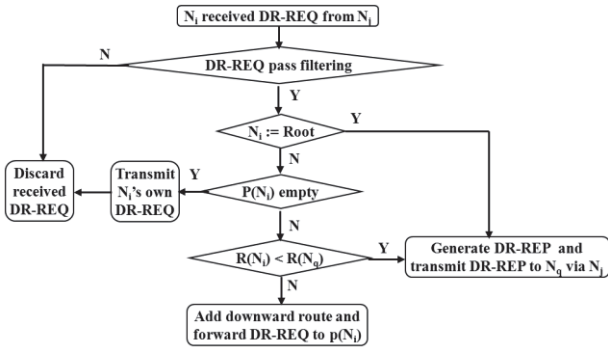 Nᵢ received DR-REQ from Nⱼ
N
DR-REQ pass filtering
Y
Y
Nᵢ := Root
N
Discard
received
DR-REQ
Transmit
Nᵢ's own
DR-REQ
Y
P(Nᵢ) empty
N
R(Nᵢ) < R(N_q)
Y
Generate DR-REP and
transmit DR-REP to N_q via Nⱼ
N
Add downward route and
forward DR-REQ to p(Nᵢ)